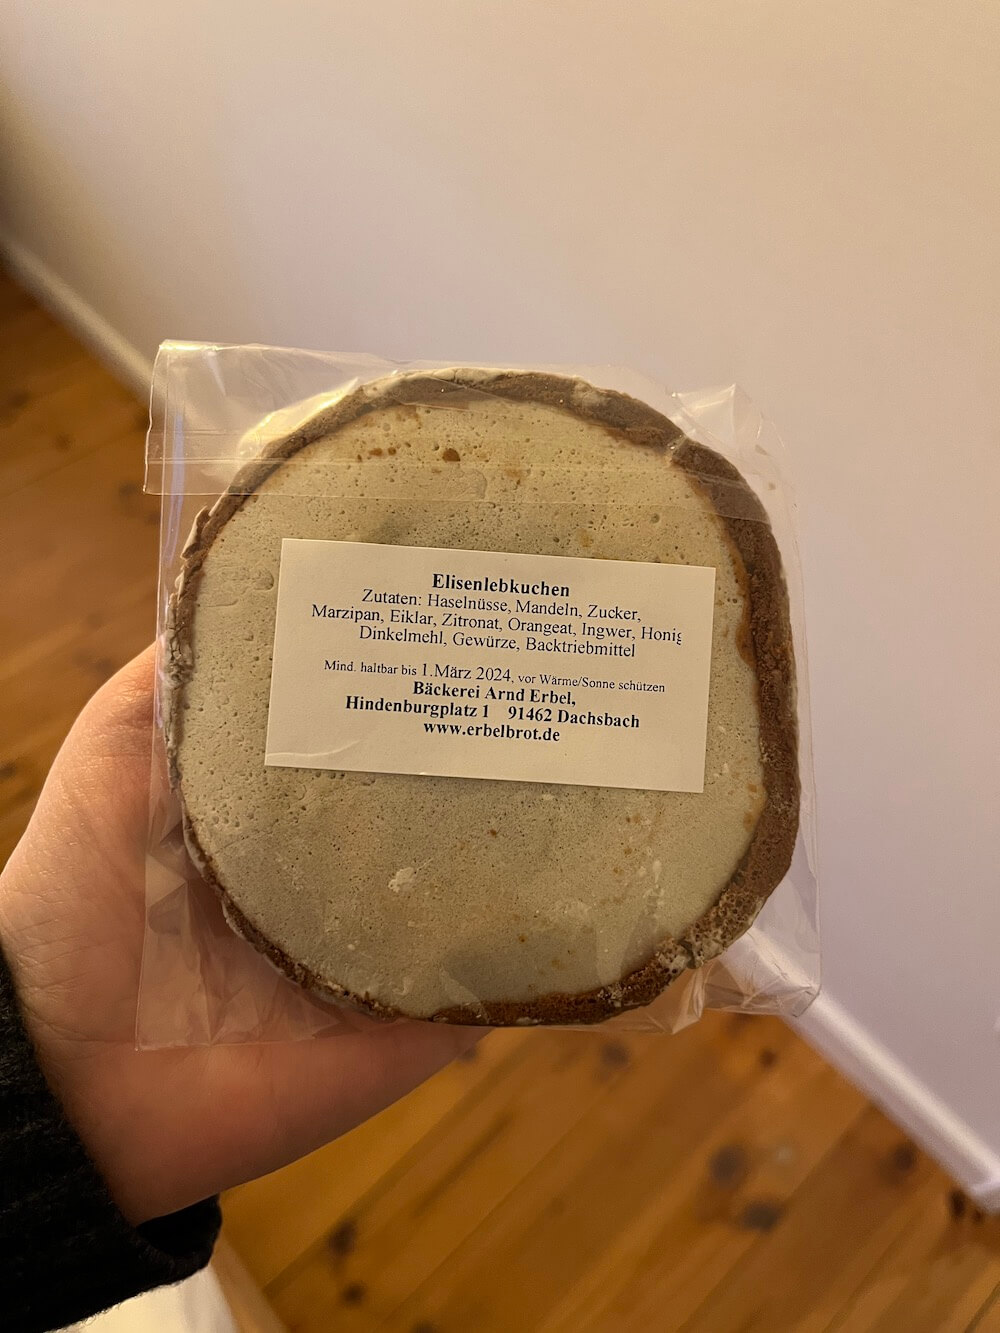 Elisenlebkuchen
Zutaten: Haselnüsse, Mandeln, Zucker,
Marzipan, Eiklar, Zitronat, Orangeat, Ingwer, Honig
Dinkelmehl, Gewürze, Backtriebmittel
Mind. haltbar bis 1.März 2024, vor Wärme/Sonne schützen
Bäckerei Arnd Erbel,
Hindenburgplatz 1 91462 Dachsbach
www.erbelbrot.de